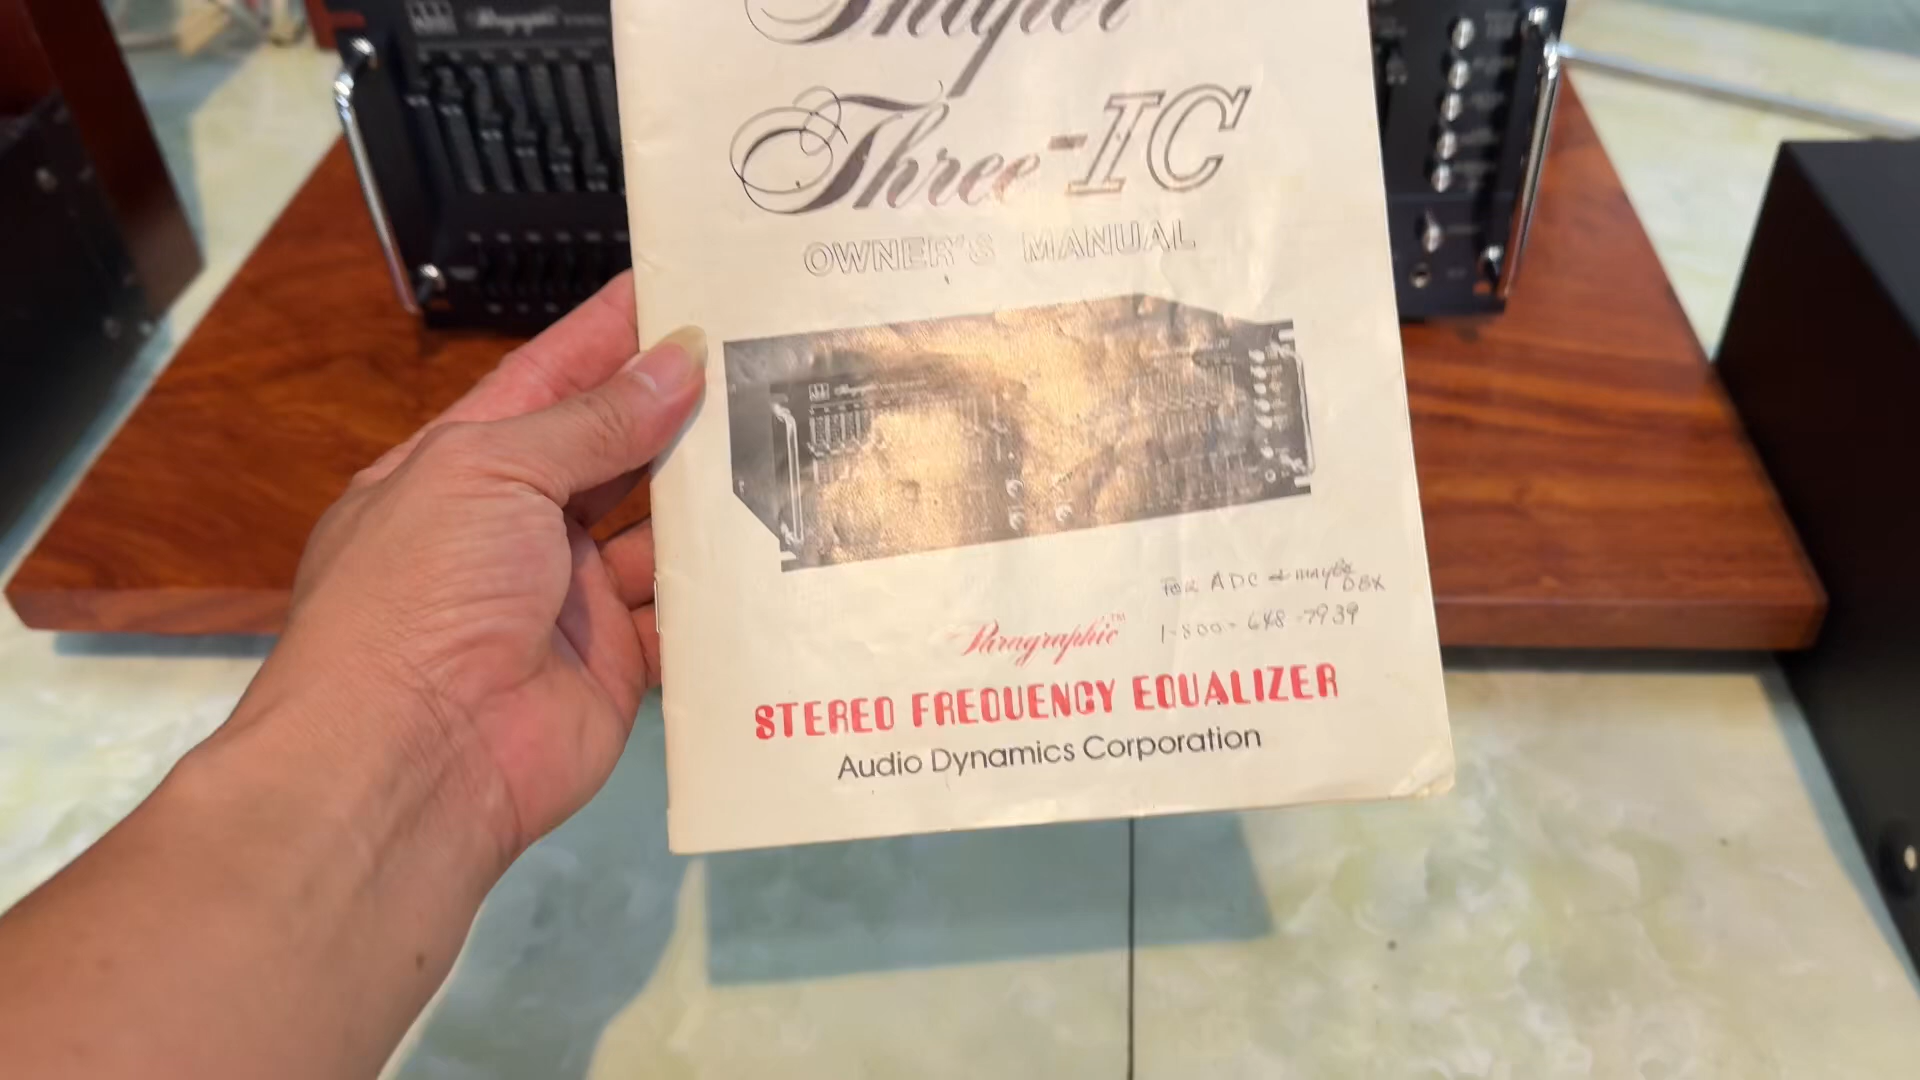 Shaper
Three-IC
OWNER'S MANUAL
FOR ADC & MAYBE
DBX
1-800-648-7939
Paragraphic™
STEREO FREQUENCY EQUALIZER
Audio Dynamics Corporation